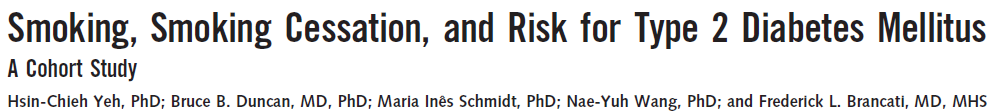 Smoking, Smoking Cessation, and Risk for Type 2 Diabetes Mellitus
A Cohort Study
Hsin-Chieh Yeh, PhD; Bruce B. Duncan, MD, PhD; Maria Inês Schmidt, PhD; Nae-Yuh Wang, PhD; and Frederick L. Brancati, MD, MHS